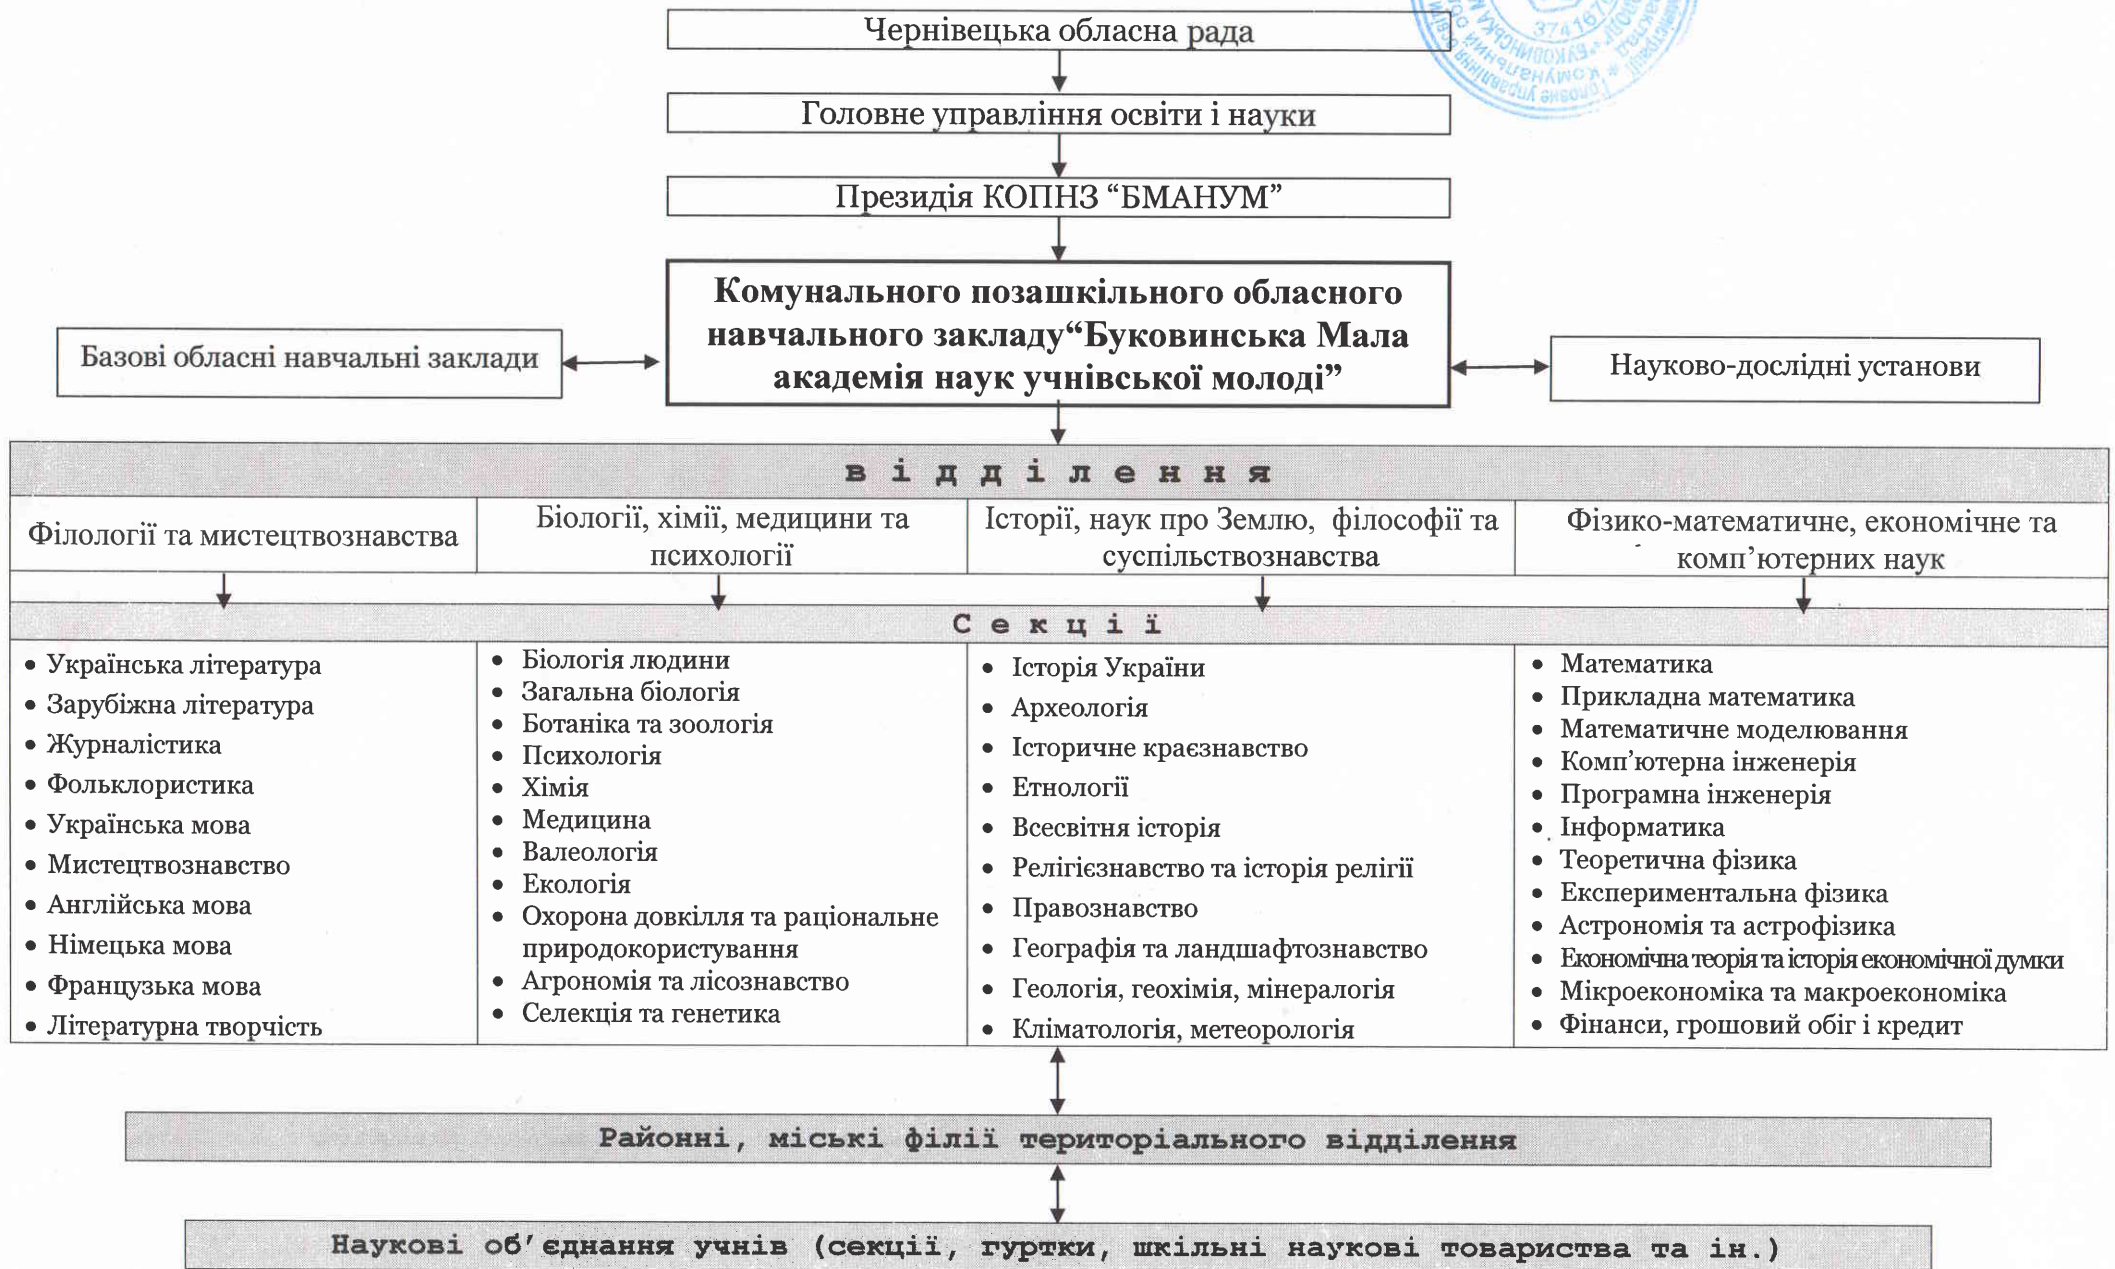 Чернівецька обласна рада
Головне управління освіти і науки
Президія КОПНЗ “БМАНУМ”
Комунального позашкільного обласного
навчального закладу“Буковинська Мала
академія наук учнівської молоді”
Базові обласні навчальні заклади
Науково-дослідні установи
відділення
Філології та мистецтвознавства
Біології, хімії, медицини та
психології
Історії, наук про Землю, філософії та
суспільствознавства
Фізико-математичне, економічне та
комп’ютерних наук
Секції
• Українська література
• Зарубіжна література
• Журналістика
• Фольклористика
• Українська мова
• Мистецтвознавство
• Англійська мова
• Німецька мова
• Французька мова
• Літературна творчість
• Біологія людини
• Загальна біологія
• Ботаніка та зоологія
• Психологія
• Хімія
• Медицина
• Валеологія
• Екологія
• Охорона довкілля та раціональне
природокористування
• Агрономія та лісознавство
• Селекція та генетика
• Історія України
• Археологія
• Історичне краєзнавство
• Етнології
• Всесвітня історія
• Релігієзнавство та історія релігії
• Правознавство
• Географія та ландшафтознавство
• Геологія, геохімія, мінералогія
• Кліматологія, метеорологія
• Математика
• Прикладна математика
• Математичне моделювання
• Комп’ютерна інженерія
• Програмна інженерія
• Інформатика
• Теоретична фізика
• Експериментальна фізика
• Астрономія та астрофізика
• Економічна теорія та історія економічної думки
• Мікроекономіка та макроекономіка
• Фінанси, грошовий обіг і кредит
Районні, міські філії територіального відділення
Наукові об’єднання учнів (секції, гуртки, шкільні наукові товариства та ін.)